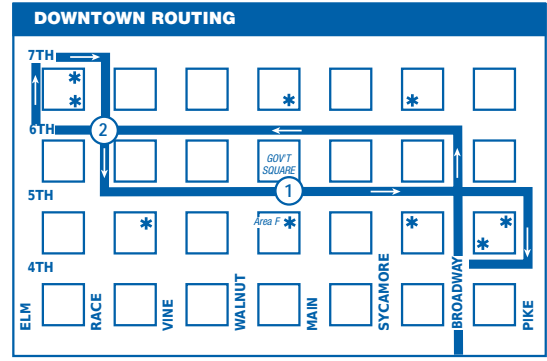 DOWNTOWN ROUTING
7TH
6TH
2
GOV'T
SQUARE
1
5TH
Area F
4TH
ELM
RACE
VINE
WALNUT
MAIN
SYCAMORE
BROADWAY
PIKE